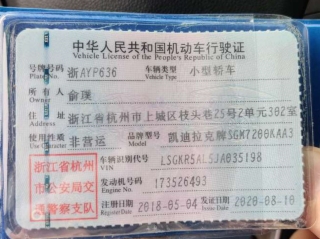 中华人民共和国机动车行驶证
Vehicle License of the People's Republic of China
号牌号码 浙AYP636 车辆类型 小型轿车
Plate No. Vehicle Type
所有人 俞璞
Owner
住址 浙江省杭州市上城区枝头巷25号2单元302室
Address
使用性质 非营运 品牌型号 凯迪拉克牌SGM7200KAA3
Use Character Model
浙江省杭州市公安局交通警察支队
车辆识别代号 LSGKR5AL5JA035198
VIN
发动机号码 173526493
Engine No.
注册日期 2018-05-04 发证日期 2020-08-10
Register Date Issue Date